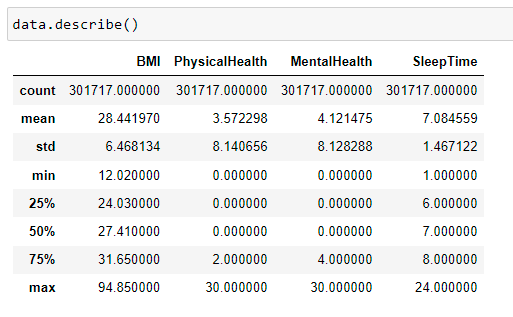 data.describe()
BMI PhysicalHealth MentalHealth SleepTime
count 301717.000000 301717.000000 301717.000000 301717.000000
mean 28.441970 3.572298 4.121475 7.084559
std 6.468134 8.140656 8.128288 1.467122
min 12.020000 0.000000 0.000000 1.000000
25% 24.030000 0.000000 0.000000 6.000000
50% 27.410000 0.000000 0.000000 7.000000
75% 31.650000 2.000000 4.000000 8.000000
max 94.850000 30.000000 30.000000 24.000000